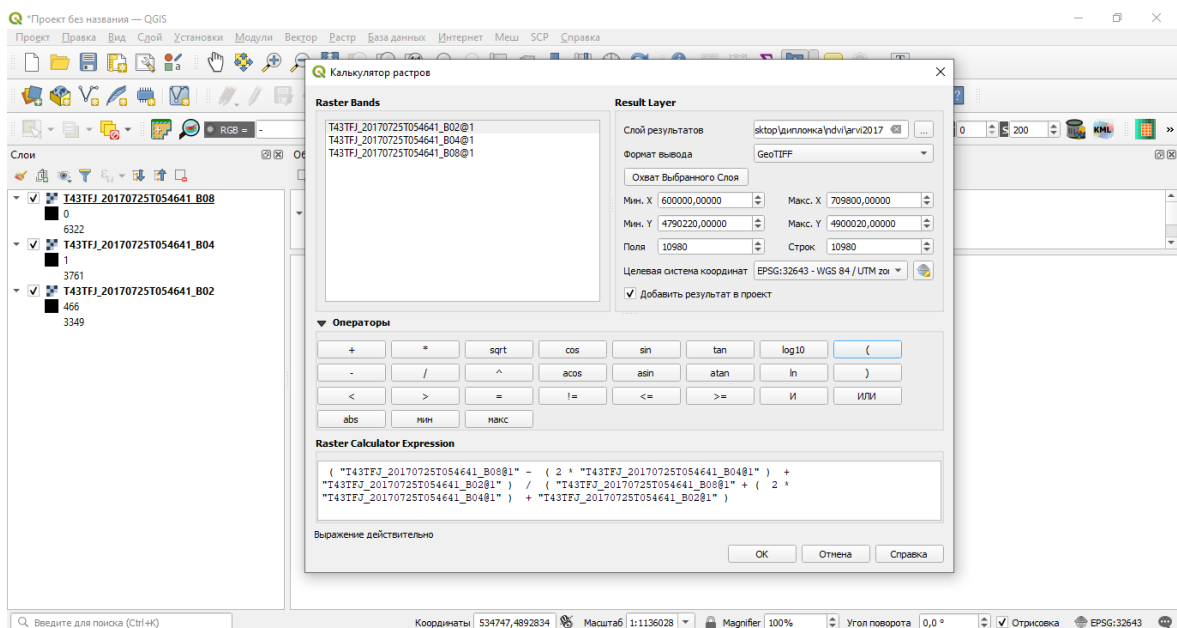 *Проект без названия — QGIS
Проект Правка Вид Слой Установки Модули Вектор Растр База данных Интернет Меш SCP Справка
RGB = -
0 S 200 KML »
Слои
T43TFJ_20170725T054641_B08
0
6322
T43TFJ_20170725T054641_B04
1
3761
T43TFJ_20170725T054641_B02
466
3349
Калькулятор растров
Raster Bands
T43TFJ_20170725T054641_B02@1
T43TFJ_20170725T054641_B04@1
T43TFJ_20170725T054641_B08@1
Result Layer
Слой результатов sktop\дипломка\ndvi\arvi2017 ...
Формат вывода GeoTIFF
Охват Выбранного Слоя
Мин. X 600000,00000 Макс. X 709800,00000
Мин. Y 4790220,00000 Макс. Y 4900020,00000
Поля 10980 Строк 10980
Целевая система координат EPSG:32643 - WGS 84 / UTM zoı
Добавить результат в проект
Операторы
+ * sqrt cos sin tan log10 (
- / ^ acos asin atan ln )
< > = != <= >= И ИЛИ
abs мин макс
Raster Calculator Expression
( "T43TFJ_20170725T054641_B08@1" - ( 2 * "T43TFJ_20170725T054641_B04@1" ) +
"T43TFJ_20170725T054641_B02@1" ) / ( "T43TFJ_20170725T054641_B08@1" + ( 2 *
"T43TFJ_20170725T054641_B04@1" ) + "T43TFJ_20170725T054641_B02@1" )
Выражение действительно
OK Отмена Справка
Введите для поиска (Ctrl+K) Координаты 534747,4892834 Масштаб 1:1136028 Magnifier 100% Угол поворота 0,0 ° Отрисовка EPSG:32643